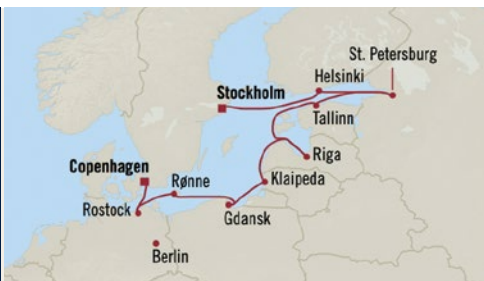 St. Petersburg
Helsinki
Stockholm
Tallinn
Riga
Copenhagen
Rønne
Klaipeda
Rostock
Gdansk
Berlin